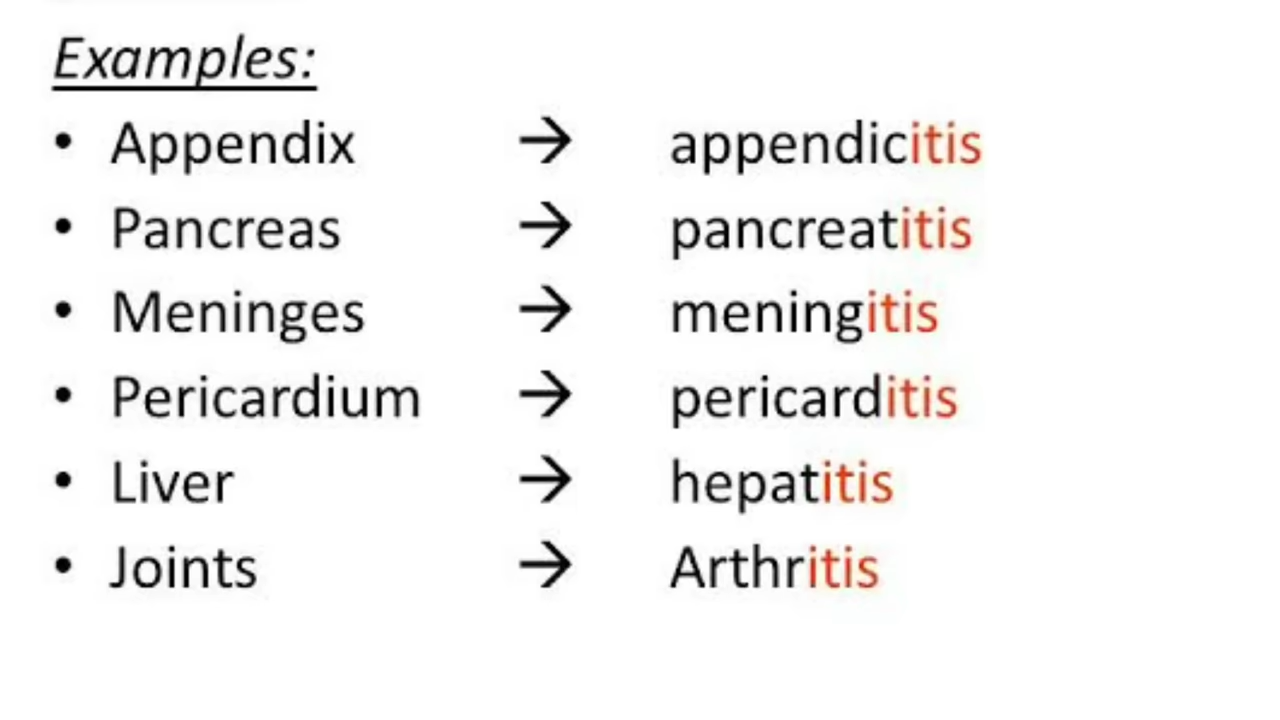 Examples:
• Appendix → appendicitis
• Pancreas → pancreatitis
• Meninges → meningitis
• Pericardium → pericarditis
• Liver → hepatitis
• Joints → Arthritis